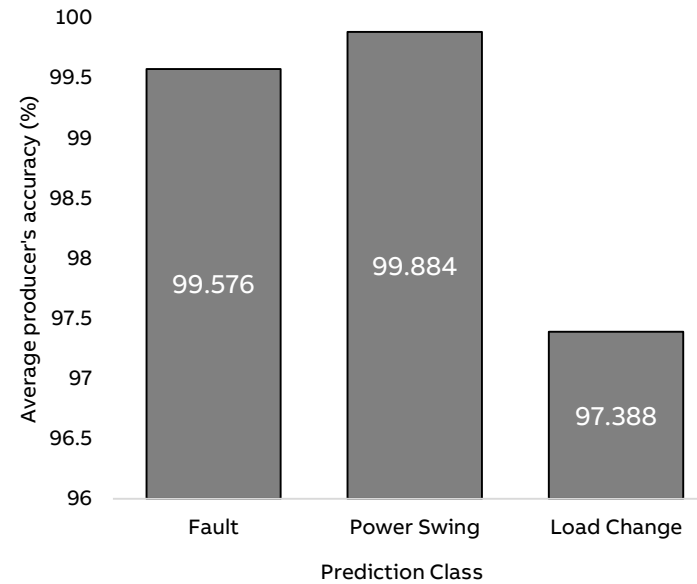 Average producer's accuracy (%)
100
99.5
99
98.5
98
97.5
97
96.5
96
99.576
99.884
97.388
Fault
Power Swing
Load Change
Prediction Class